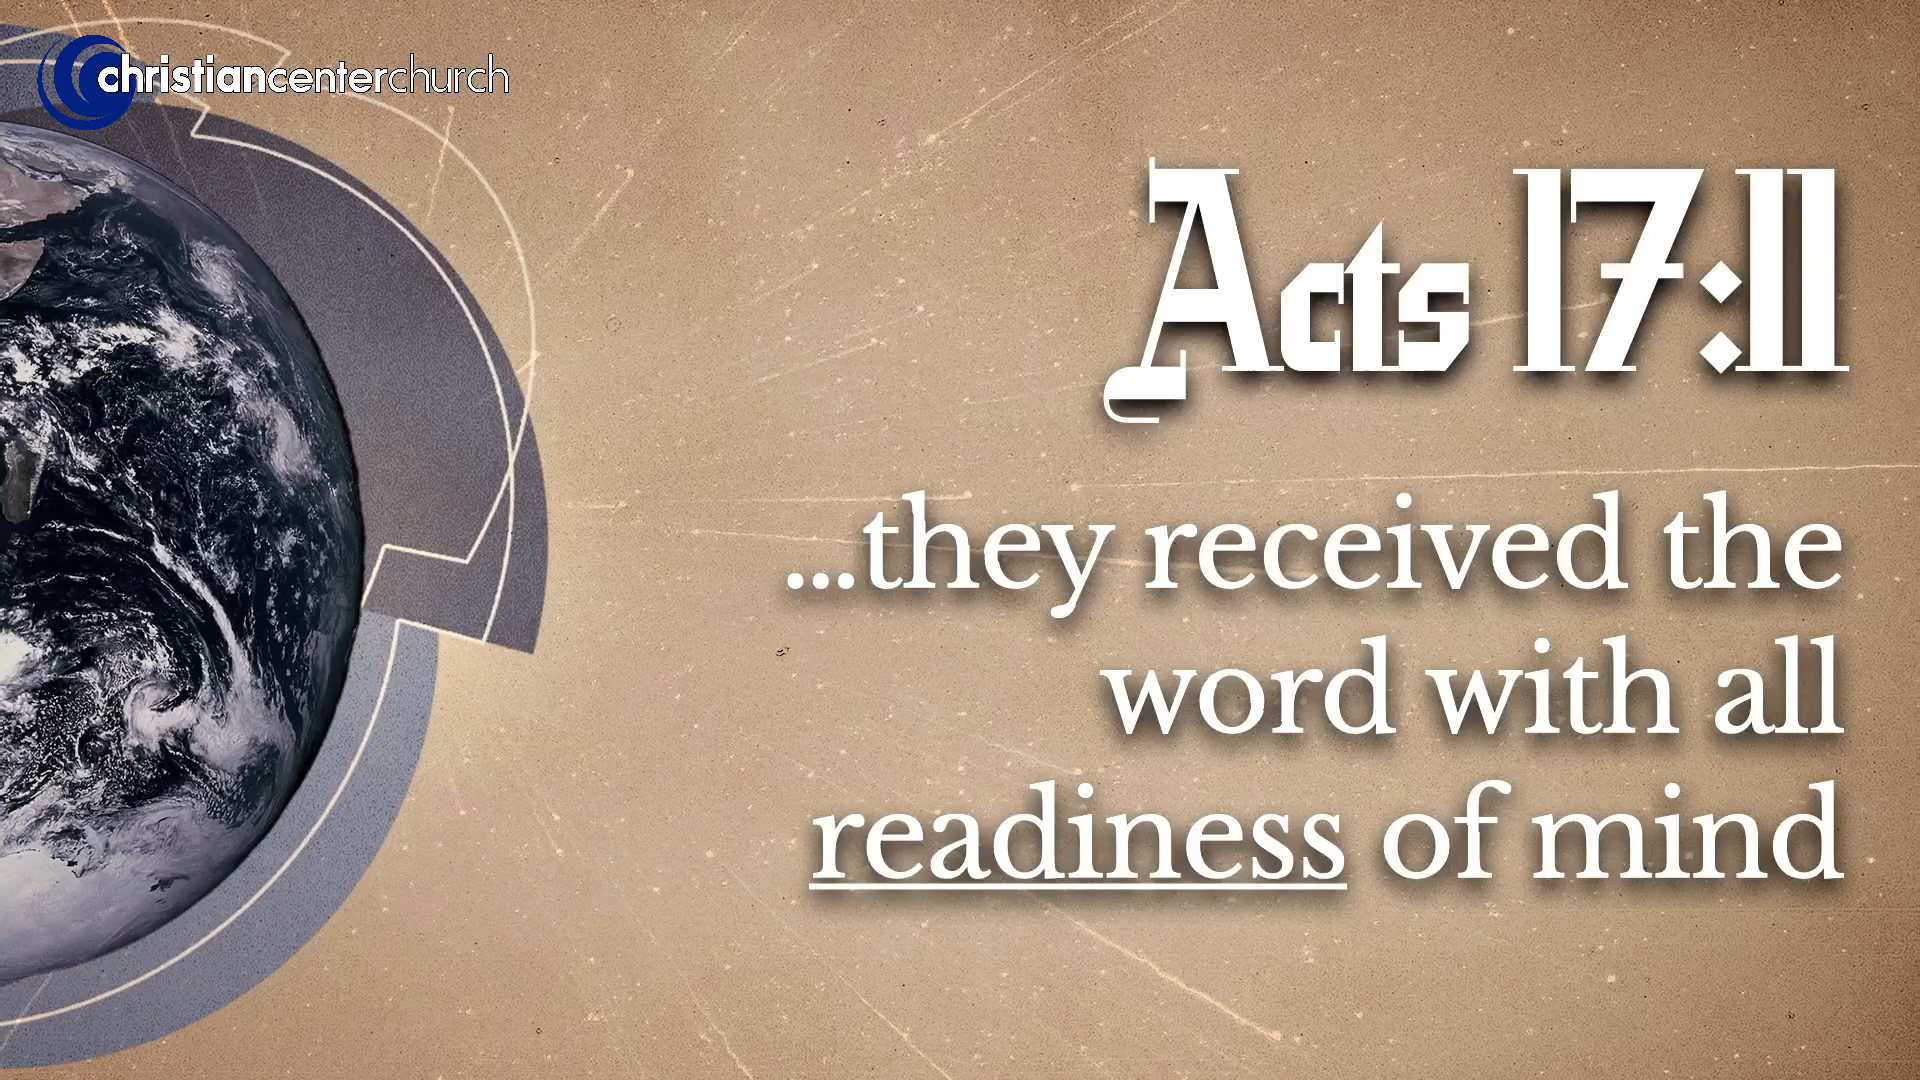 christiancenterchurch
Acts 17:11
...they received the
word with all
readiness of mind